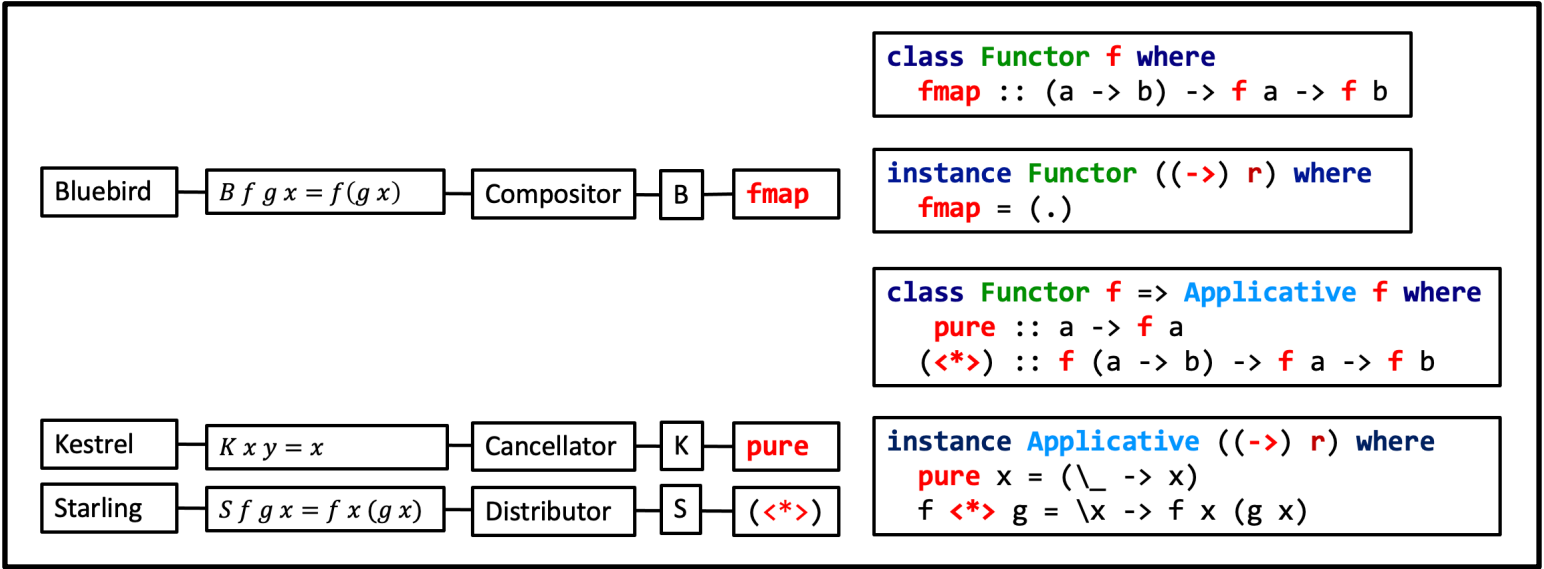 class Functor f where
fmap :: (a -> b) -> f a -> f b
Bluebird B f g x = f(g x) Compositor B fmap
instance Functor ((->) r) where
fmap = (.)
class Functor f => Applicative f where
pure :: a -> f a
(<*>) :: f (a -> b) -> f a -> f b
Kestrel K x y = x Cancellator K pure
Starling S f g x = f x (g x) Distributor S (<*>)
instance Applicative ((->) r) where
pure x = (\_ -> x)
f <*> g = \x -> f x (g x)